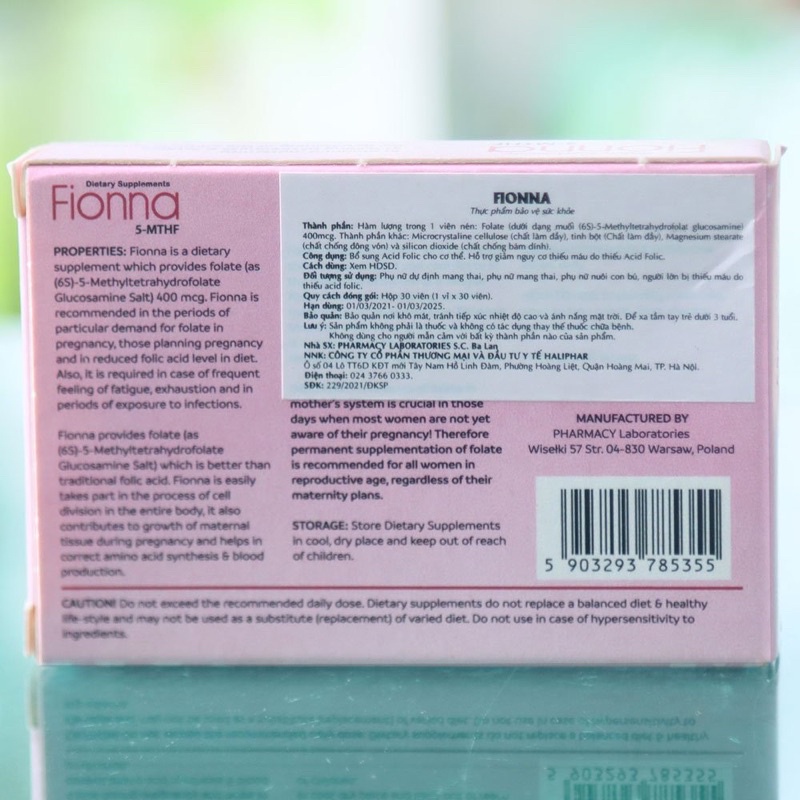 Dietary Supplements
Fionna
5-MTHF
PROPERTIES: Fionna is a dietary
supplement which provides folate (as
(6S)-5-Methyltetrahydrofolate
Glucosamine Salt) 400 mcg. Fionna is
recommended in the periods of
particular demand for folate in
pregnancy, those planning pregnancy
and in reduced folic acid level in diet.
Also, it is required in case of frequent
feeling of fatigue, exhaustion and in
periods of exposure to infections.
Fionna provides folate (as
(6S)-5-Methyltetrahydrofolate
Glucosamine Salt) which is better than
traditional folic acid. Fionna is easily
takes part in the process of cell
division in the entire body, it also
contributes to growth of maternal
tissue during pregnancy and helps in
correct amino acid synthesis & blood
production.
FIONNA
Thực phẩm bảo vệ sức khỏe
Thành phần: Hàm lượng trong 1 viên nén: Folate (dưới dạng muối (6S)-5-Methyltetrahydrofolat glucosamine)
400mcg. Thành phần khác: Microcrystaline cellulose (chất làm đầy), tinh bột (Chất làm đầy), Magnesium stearate
(chất chống đông vón) và silicon dioxide (chất chống bám dính).
Công dụng: Bổ sung Acid Folic cho cơ thể. Hỗ trợ giảm nguy cơ thiếu máu do thiếu Acid Folic.
Cách dùng: Xem HDSD.
Đối tượng sử dụng: Phụ nữ dự định mang thai, phụ nữ mang thai, phụ nữ nuôi con bú, người lớn bị thiếu máu do
thiếu acid folic.
Quy cách đóng gói: Hộp 30 viên (1 vỉ x 30 viên).
Hạn dùng: 01/03/2021- 01/03/2025.
Bảo quản: Bảo quản nơi khô mát, tránh tiếp xúc nhiệt độ cao và ánh nắng mặt trời. Để xa tầm tay trẻ dưới 3 tuổi.
Lưu ý: Sản phẩm không phải là thuốc và không có tác dụng thay thế thuốc chữa bệnh.
Không dùng cho người mẫn cảm với bất kỳ thành phần nào của sản phẩm.
Nhà SX: PHARMACY LABORATORIES S.C. Ba Lan
NNK: CÔNG TY CỔ PHẦN THƯƠNG MẠI VÀ ĐẦU TƯ Y TẾ HALIPHAR
Ô số 04 Lô TT6D KĐT mới Tây Nam Hồ Linh Đàm, Phường Hoàng Liệt, Quận Hoàng Mai, TP. Hà Nội.
Điện thoại: 024 3766 0333.
SĐK: 229/2021/DKSP
mother's system is crucial in those
days when most women are not yet
aware of their pregnancy! Therefore
permanent supplementation of folate
is recommended for all women in
reproductive age, regardless of their
maternity plans.
STORAGE: Store Dietary Supplements
in cool, dry place and keep out of reach
of children.
MANUFACTURED BY
PHARMACY Laboratories
Wisełki 57 Str. 04-830 Warsaw, Poland
5 903293 785355
CAUTION! Do not exceed the recommended daily dose. Dietary supplements do not replace a balanced diet & healthy
life-style and may not be used as a substitute (replacement) of varied diet. Do not use in case of hypersensitivity to
ingredients.